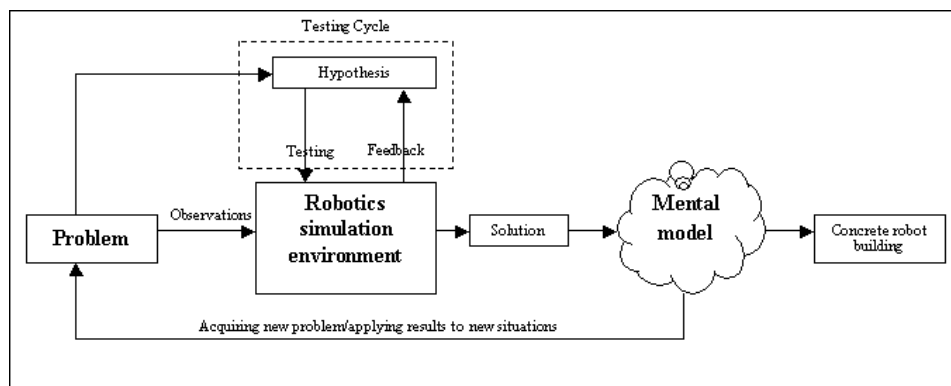 Testing Cycle
Hypothesis
Testing
Feedback
Problem
Observations
Robotics
simulation
environment
Solution
Mental
model
Concrete robot
building
Acquiring new problem/applying results to new situations